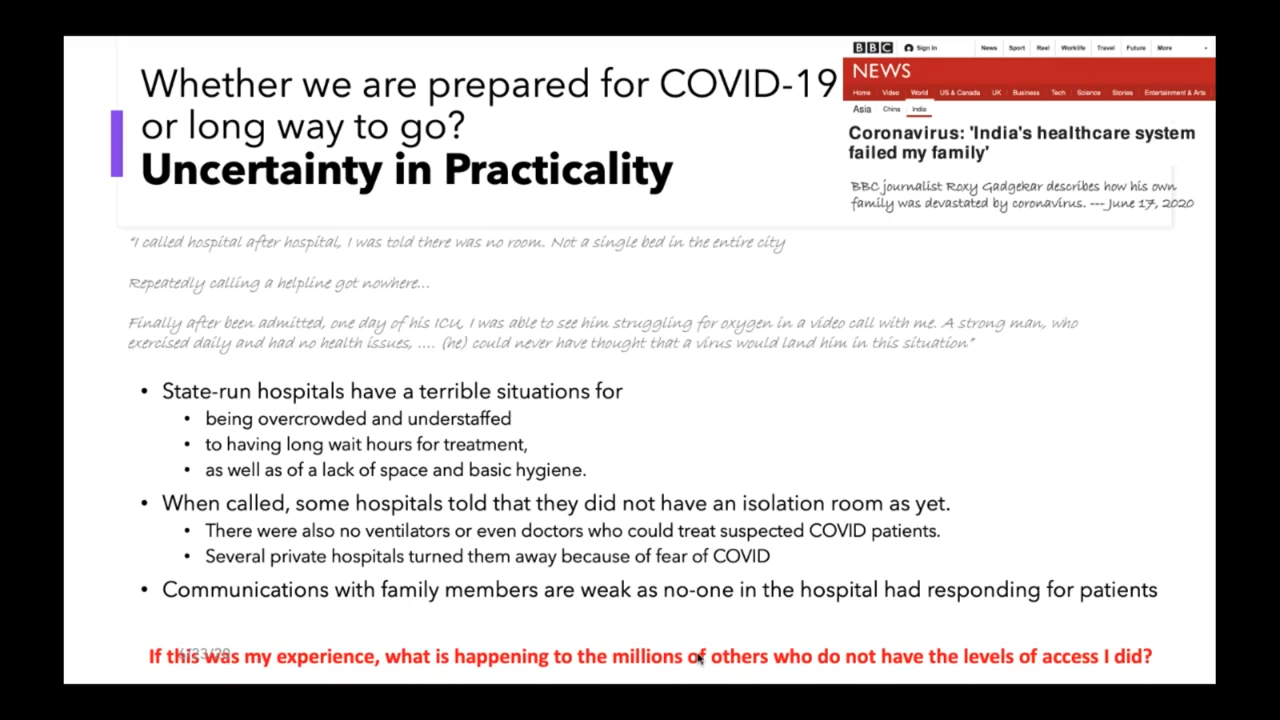 Whether we are prepared for COVID-19
or long way to go?
Uncertainty in Practicality
BBC Sign in News Sport Reel Worklife Travel Future More
NEWS
Home Video World US & Canada UK Business Tech Science Stories Entertainment & Arts
Asia China India
Coronavirus: 'India's healthcare system
failed my family'
BBC journalist Roxy Gadgekar describes how his own
family was devastated by coronavirus. --- June 17, 2020
"I called hospital after hospital, I was told there was no room. Not a single bed in the entire city
Repeatedly calling a helpline got nowhere...
Finally after been admitted, one day of his ICU, I was able to see him struggling for oxygen in a video call with me. A strong man, who
exercised daily and had no health issues, .... (he) could never have thought that a virus would land him in this situation"
• State-run hospitals have a terrible situations for
• being overcrowded and understaffed
• to having long wait hours for treatment,
• as well as of a lack of space and basic hygiene.
• When called, some hospitals told that they did not have an isolation room as yet.
• There were also no ventilators or even doctors who could treat suspected COVID patients.
• Several private hospitals turned them away because of fear of COVID
• Communications with family members are weak as no-one in the hospital had responding for patients
If this was my experience, what is happening to the millions of others who do not have the levels of access I did?